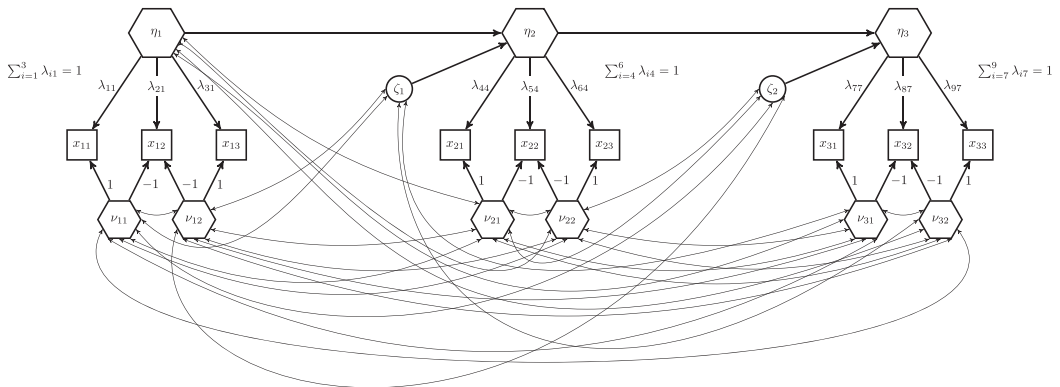 η₁ η₂ η₃
∑³ᵢ₌₁ λᵢ₁ = 1 ∑⁶ᵢ₌₄ λᵢ₄ = 1 ∑⁹ᵢ₌₇ λᵢ₇ = 1
λ₁₁ λ₂₁ λ₃₁ ζ₁ λ₄₄ λ₅₄ λ₆₄ ζ₂ λ₇₇ λ₈₇ λ₉₇
x₁₁ x₁₂ x₁₃ x₂₁ x₂₂ x₂₃ x₃₁ x₃₂ x₃₃
1 −1 −1 1 1 −1 −1 1 1 −1 −1 1
ν₁₁ ν₁₂ ν₂₁ ν₂₂ ν₃₁ ν₃₂